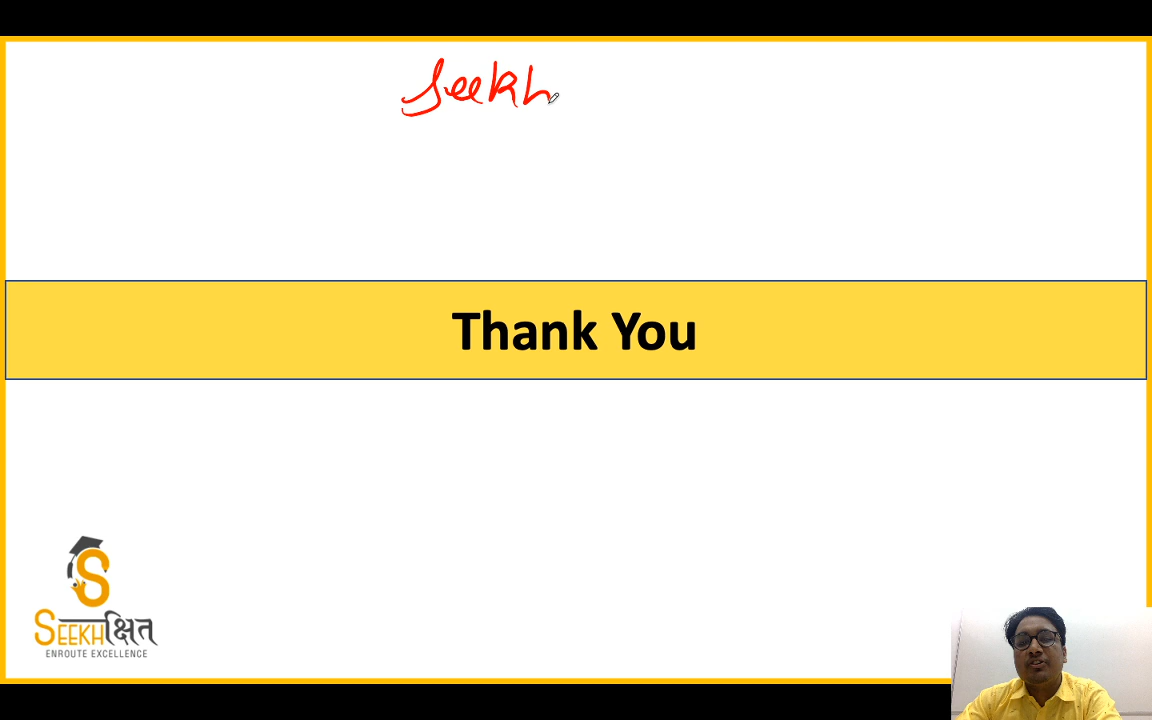 Seekh
Thank You
S
SEEKHक्षित
ENROUTE EXCELLENCE